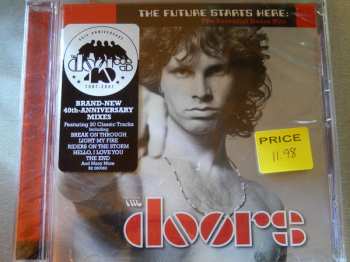 THE FUTURE STARTS HERE:
The Essential Doors Hits
40TH ANNIVERSARY
THE
doors
40
1967-2007
BRAND-NEW
40th-ANNIVERSARY
MIXES
Featuring 20 Classic Tracks
Including
BREAK ON THROUGH
LIGHT MY FIRE
RIDERS ON THE STORM
HELLO, I LOVE YOU
THE END
And Many More
PRICE
11.98
THE
doors